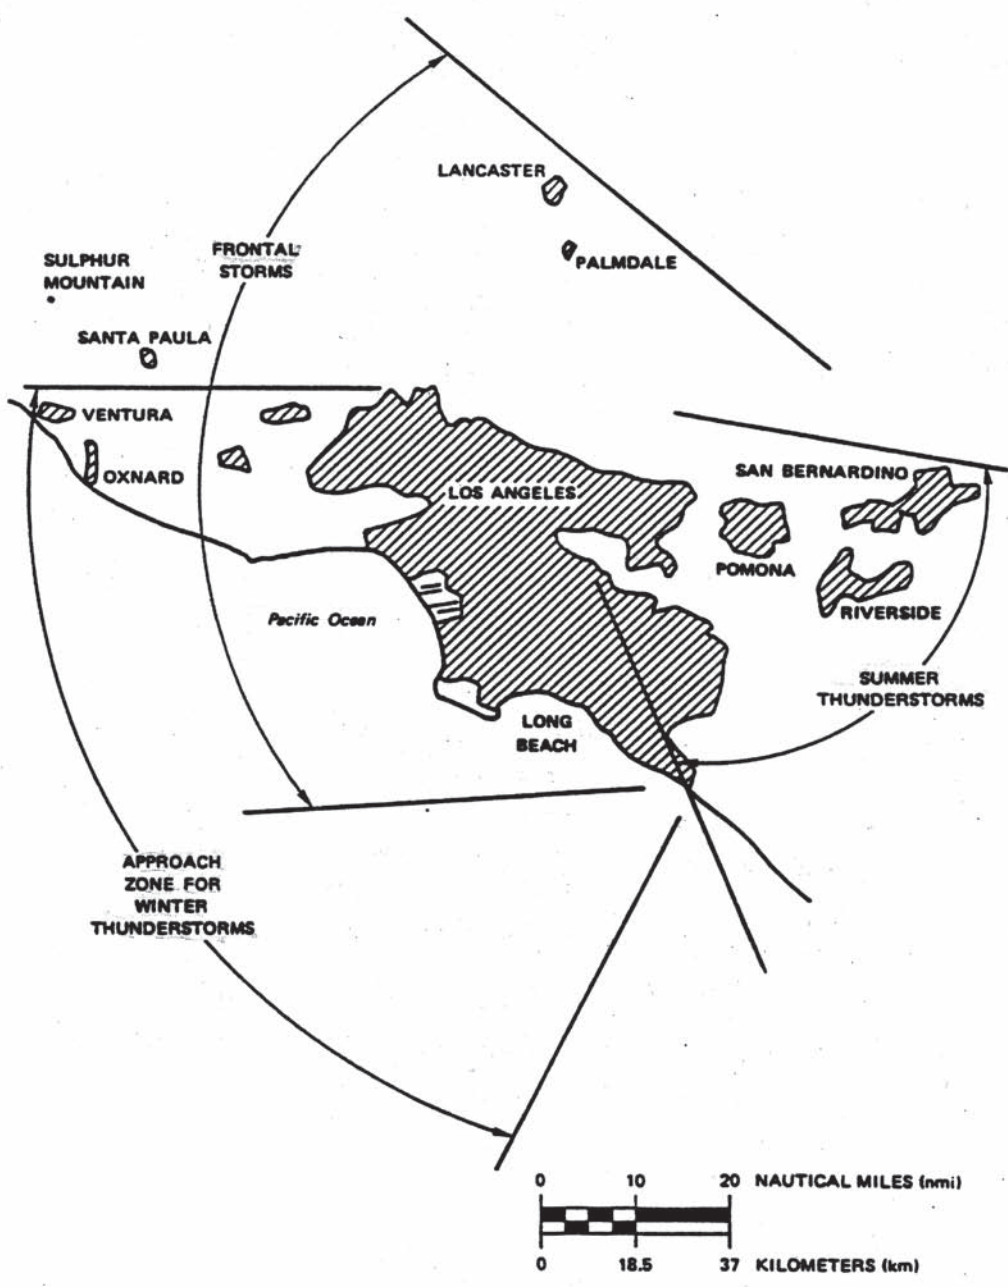 LANCASTER
PALMDALE
FRONTAL
STORMS
SULPHUR
MOUNTAIN
SANTA PAULA
VENTURA
OXNARD
LOS ANGELES
SAN BERNARDINO
POMONA
RIVERSIDE
Pacific Ocean
SUMMER
THUNDERSTORMS
LONG
BEACH
APPROACH
ZONE FOR
WINTER
THUNDERSTORMS
0 10 20 NAUTICAL MILES (nmi)
0 18.5 37 KILOMETERS (km)